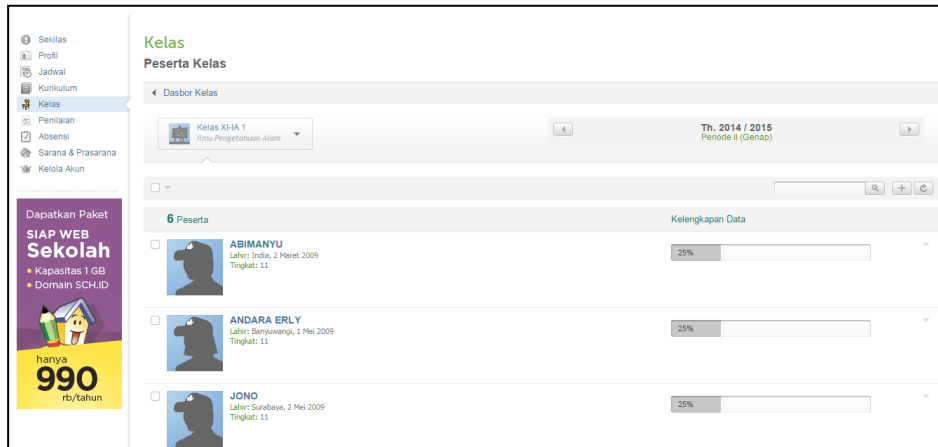 Sekilas
Profil
Jadwal
Kurikulum
Kelas
Penilaian
Absensi
Sarana & Prasarana
Kelola Akun
Dapatkan Paket
SIAP WEB
Sekolah
• Kapasitas 1 GB
• Domain SCH.ID
hanya
990
rb/tahun
Kelas
Peserta Kelas
Dasbor Kelas
Kelas XI-IA 1
Ilmu Pengetahuan Alam
Th. 2014 / 2015
Periode II (Genap)
6 Peserta
Kelengkapan Data
ABIMANYU
Lahir: India, 2 Maret 2009
Tingkat: 11
25%
ANDARA ERLY
Lahir: Banyuwangi, 1 Mei 2009
Tingkat: 11
25%
JONO
Lahir: Surabaya, 2 Mei 2009
Tingkat: 11
25%